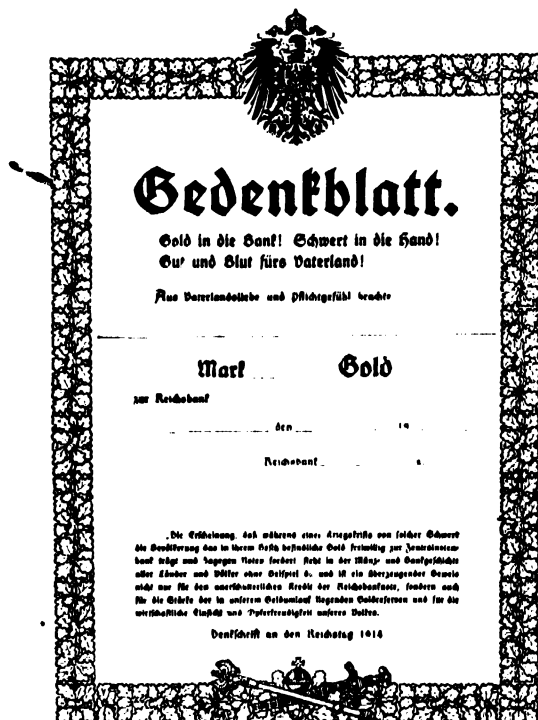 Gedenkblatt.
Gold in die Bank! Schwert in die Hand!
Gut und Blut fürs Vaterland!
Aus Vaterlandsliebe und Pflichtgefühl brachte
Mark Gold
zur Reichsbank
den 19
Reichsbank
„Die Erscheinung, daß während einer Kriegskrisis von solcher Schwere
die Bevölkerung das in ihrem Besitz befindliche Gold freiwillig zur Zentralnoten-
bank trägt und dagegen Noten fordert steht in der Münz- und Bankgeschichte
aller Länder und Völker ohne Beispiel da und ist ein überzeugender Beweis
nicht nur für den unerschütterlichen Kredit der Reichsbanknote, sondern auch
für die Stärke der in unserem Geldumlauf liegenden Goldreserven und für die
wirtschaftliche Einsicht und Opferfreudigkeit unseres Volkes.
Denkschrift an den Reichstag 1914